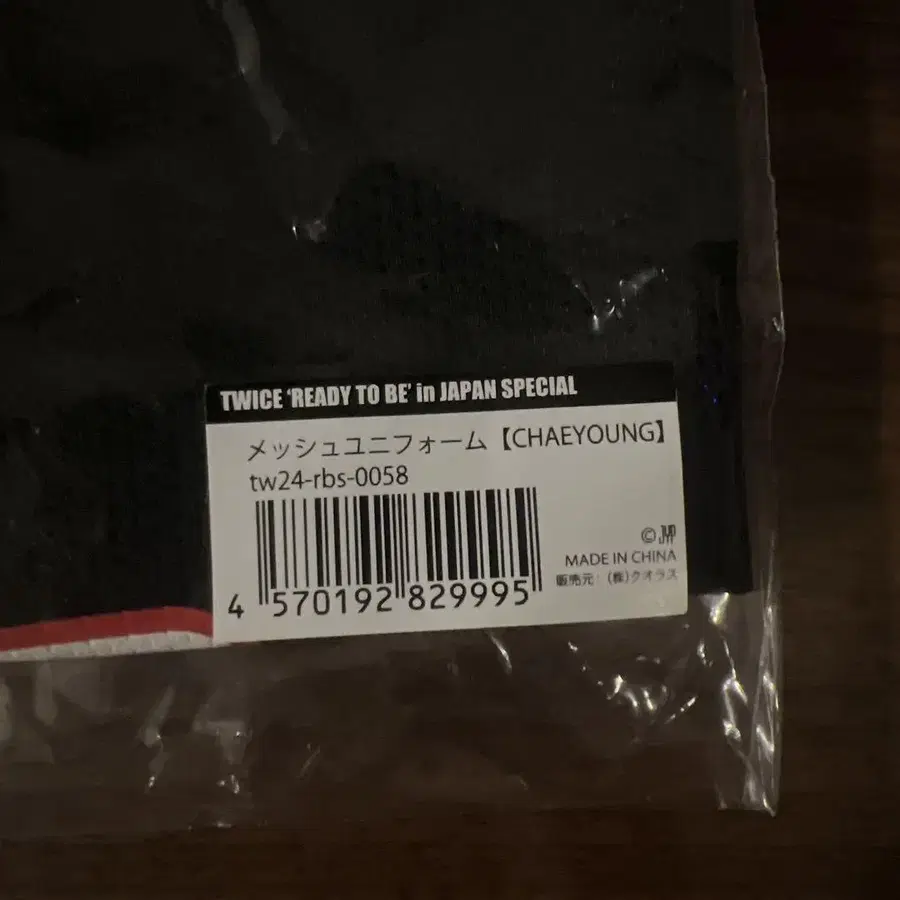 TWICE 'READY TO BE' in JAPAN SPECIAL
メッシュユニフォーム【CHAEYOUNG】
tw24-rbs-0058
4 570192 829995
© JYP
MADE IN CHINA
販売元：(株)クオラス